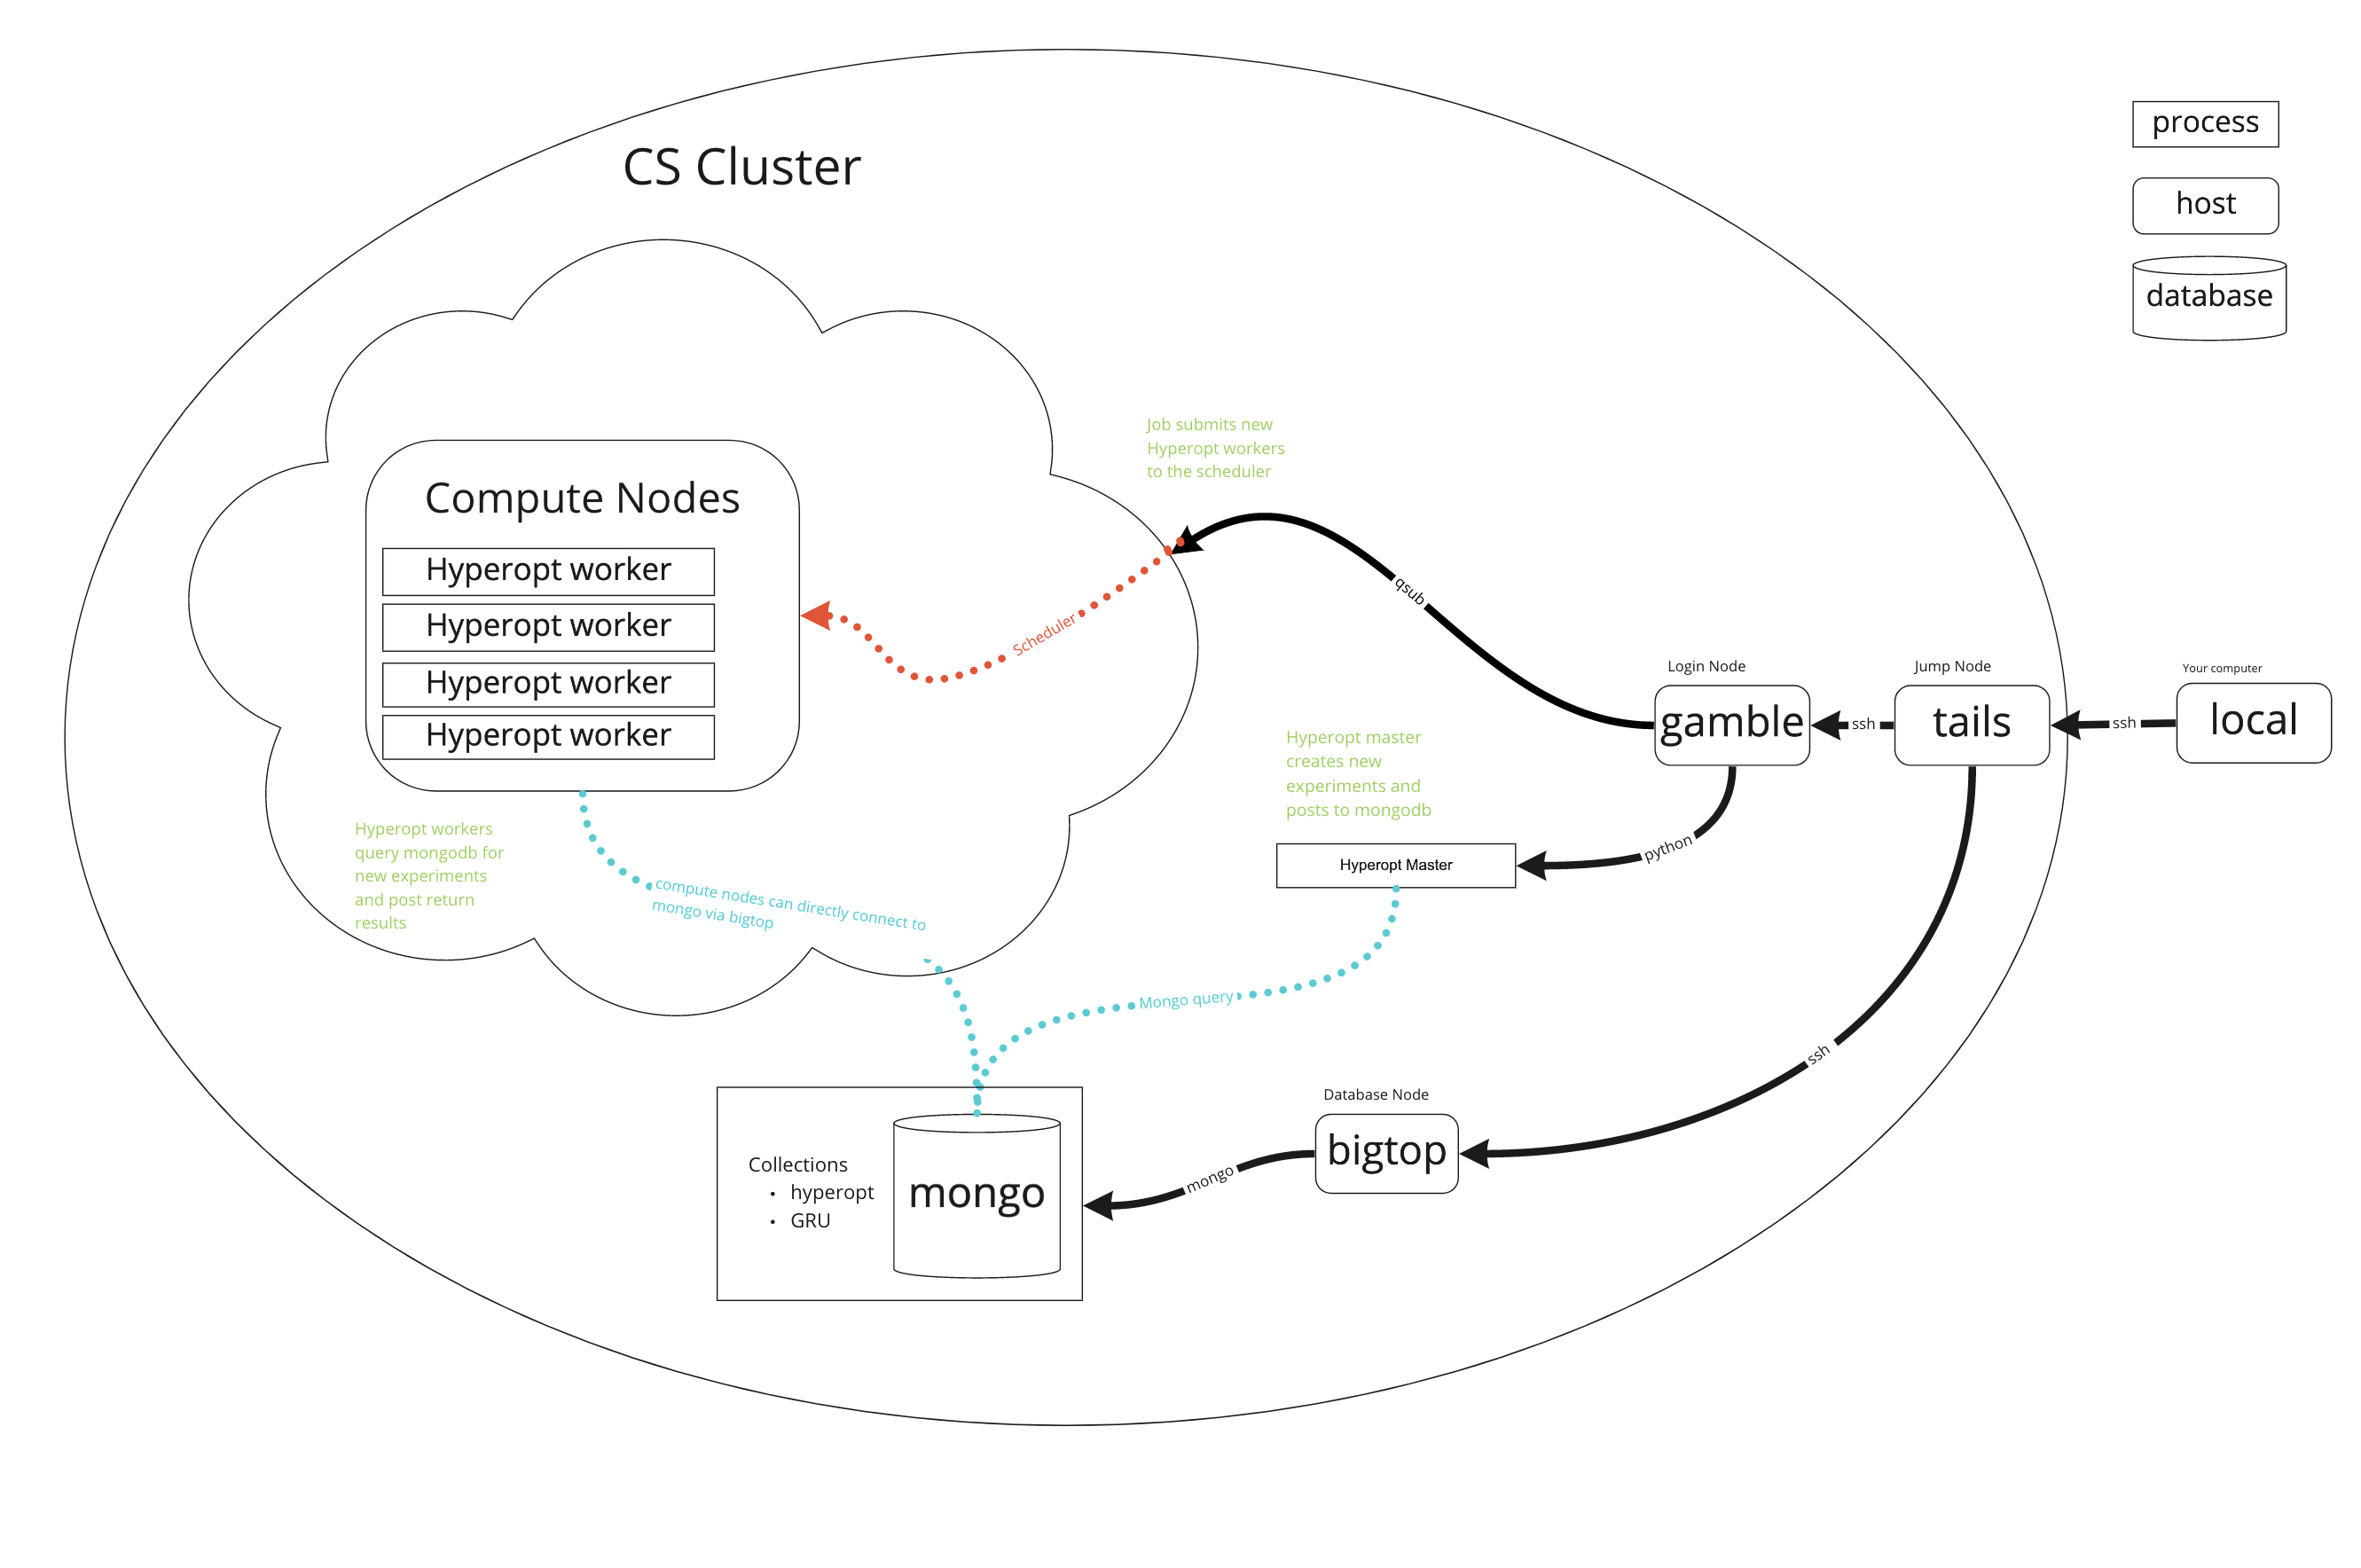 CS Cluster
process
host
database
Job submits new
Hyperopt workers
to the scheduler
Compute Nodes
Hyperopt worker
Hyperopt worker
Hyperopt worker
Hyperopt worker
Scheduler
qsub
Login Node
gamble
ssh
Jump Node
tails
ssh
Your computer
local
Hyperopt master
creates new
experiments and
posts to mongodb
Hyperopt Master
python
Hyperopt workers
query mongodb for
new experiments
and post return
results
compute nodes can directly connect to
mongo via bigtop
Mongo query
ssh
Database Node
bigtop
mongo
Collections
• hyperopt
• GRU
mongo